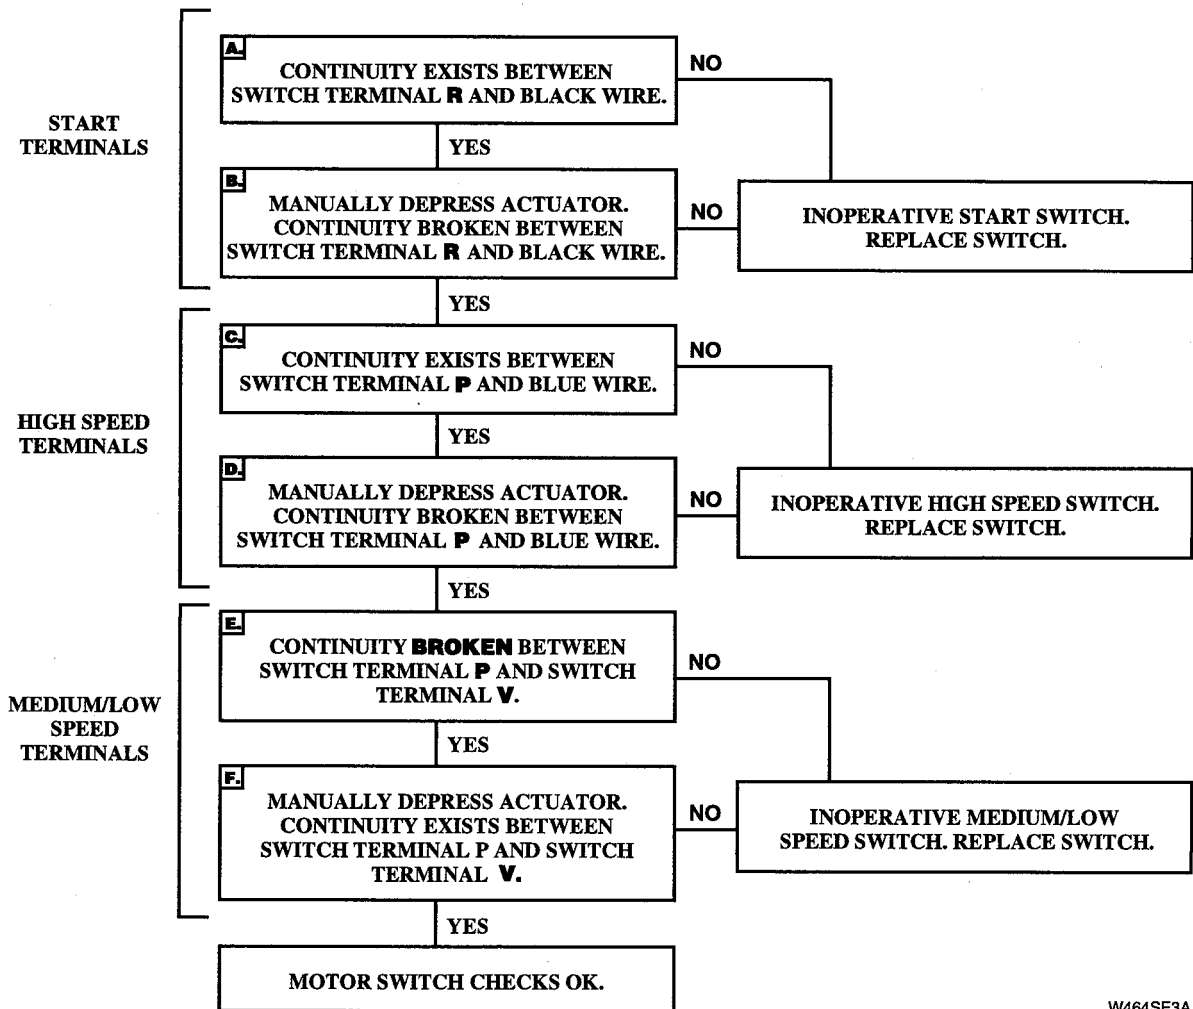 A.
CONTINUITY EXISTS BETWEEN
SWITCH TERMINAL R AND BLACK WIRE.
NO
START
TERMINALS
YES
B.
MANUALLY DEPRESS ACTUATOR.
CONTINUITY BROKEN BETWEEN
SWITCH TERMINAL R AND BLACK WIRE.
NO
INOPERATIVE START SWITCH.
REPLACE SWITCH.
YES
C.
CONTINUITY EXISTS BETWEEN
SWITCH TERMINAL P AND BLUE WIRE.
NO
HIGH SPEED
TERMINALS
YES
D.
MANUALLY DEPRESS ACTUATOR.
CONTINUITY BROKEN BETWEEN
SWITCH TERMINAL P AND BLUE WIRE.
NO
INOPERATIVE HIGH SPEED SWITCH.
REPLACE SWITCH.
YES
E.
CONTINUITY BROKEN BETWEEN
SWITCH TERMINAL P AND SWITCH
TERMINAL V.
NO
MEDIUM/LOW
SPEED
TERMINALS
YES
F.
MANUALLY DEPRESS ACTUATOR.
CONTINUITY EXISTS BETWEEN
SWITCH TERMINAL P AND SWITCH
TERMINAL V.
NO
INOPERATIVE MEDIUM/LOW
SPEED SWITCH. REPLACE SWITCH.
YES
MOTOR SWITCH CHECKS OK.
W464SE3A